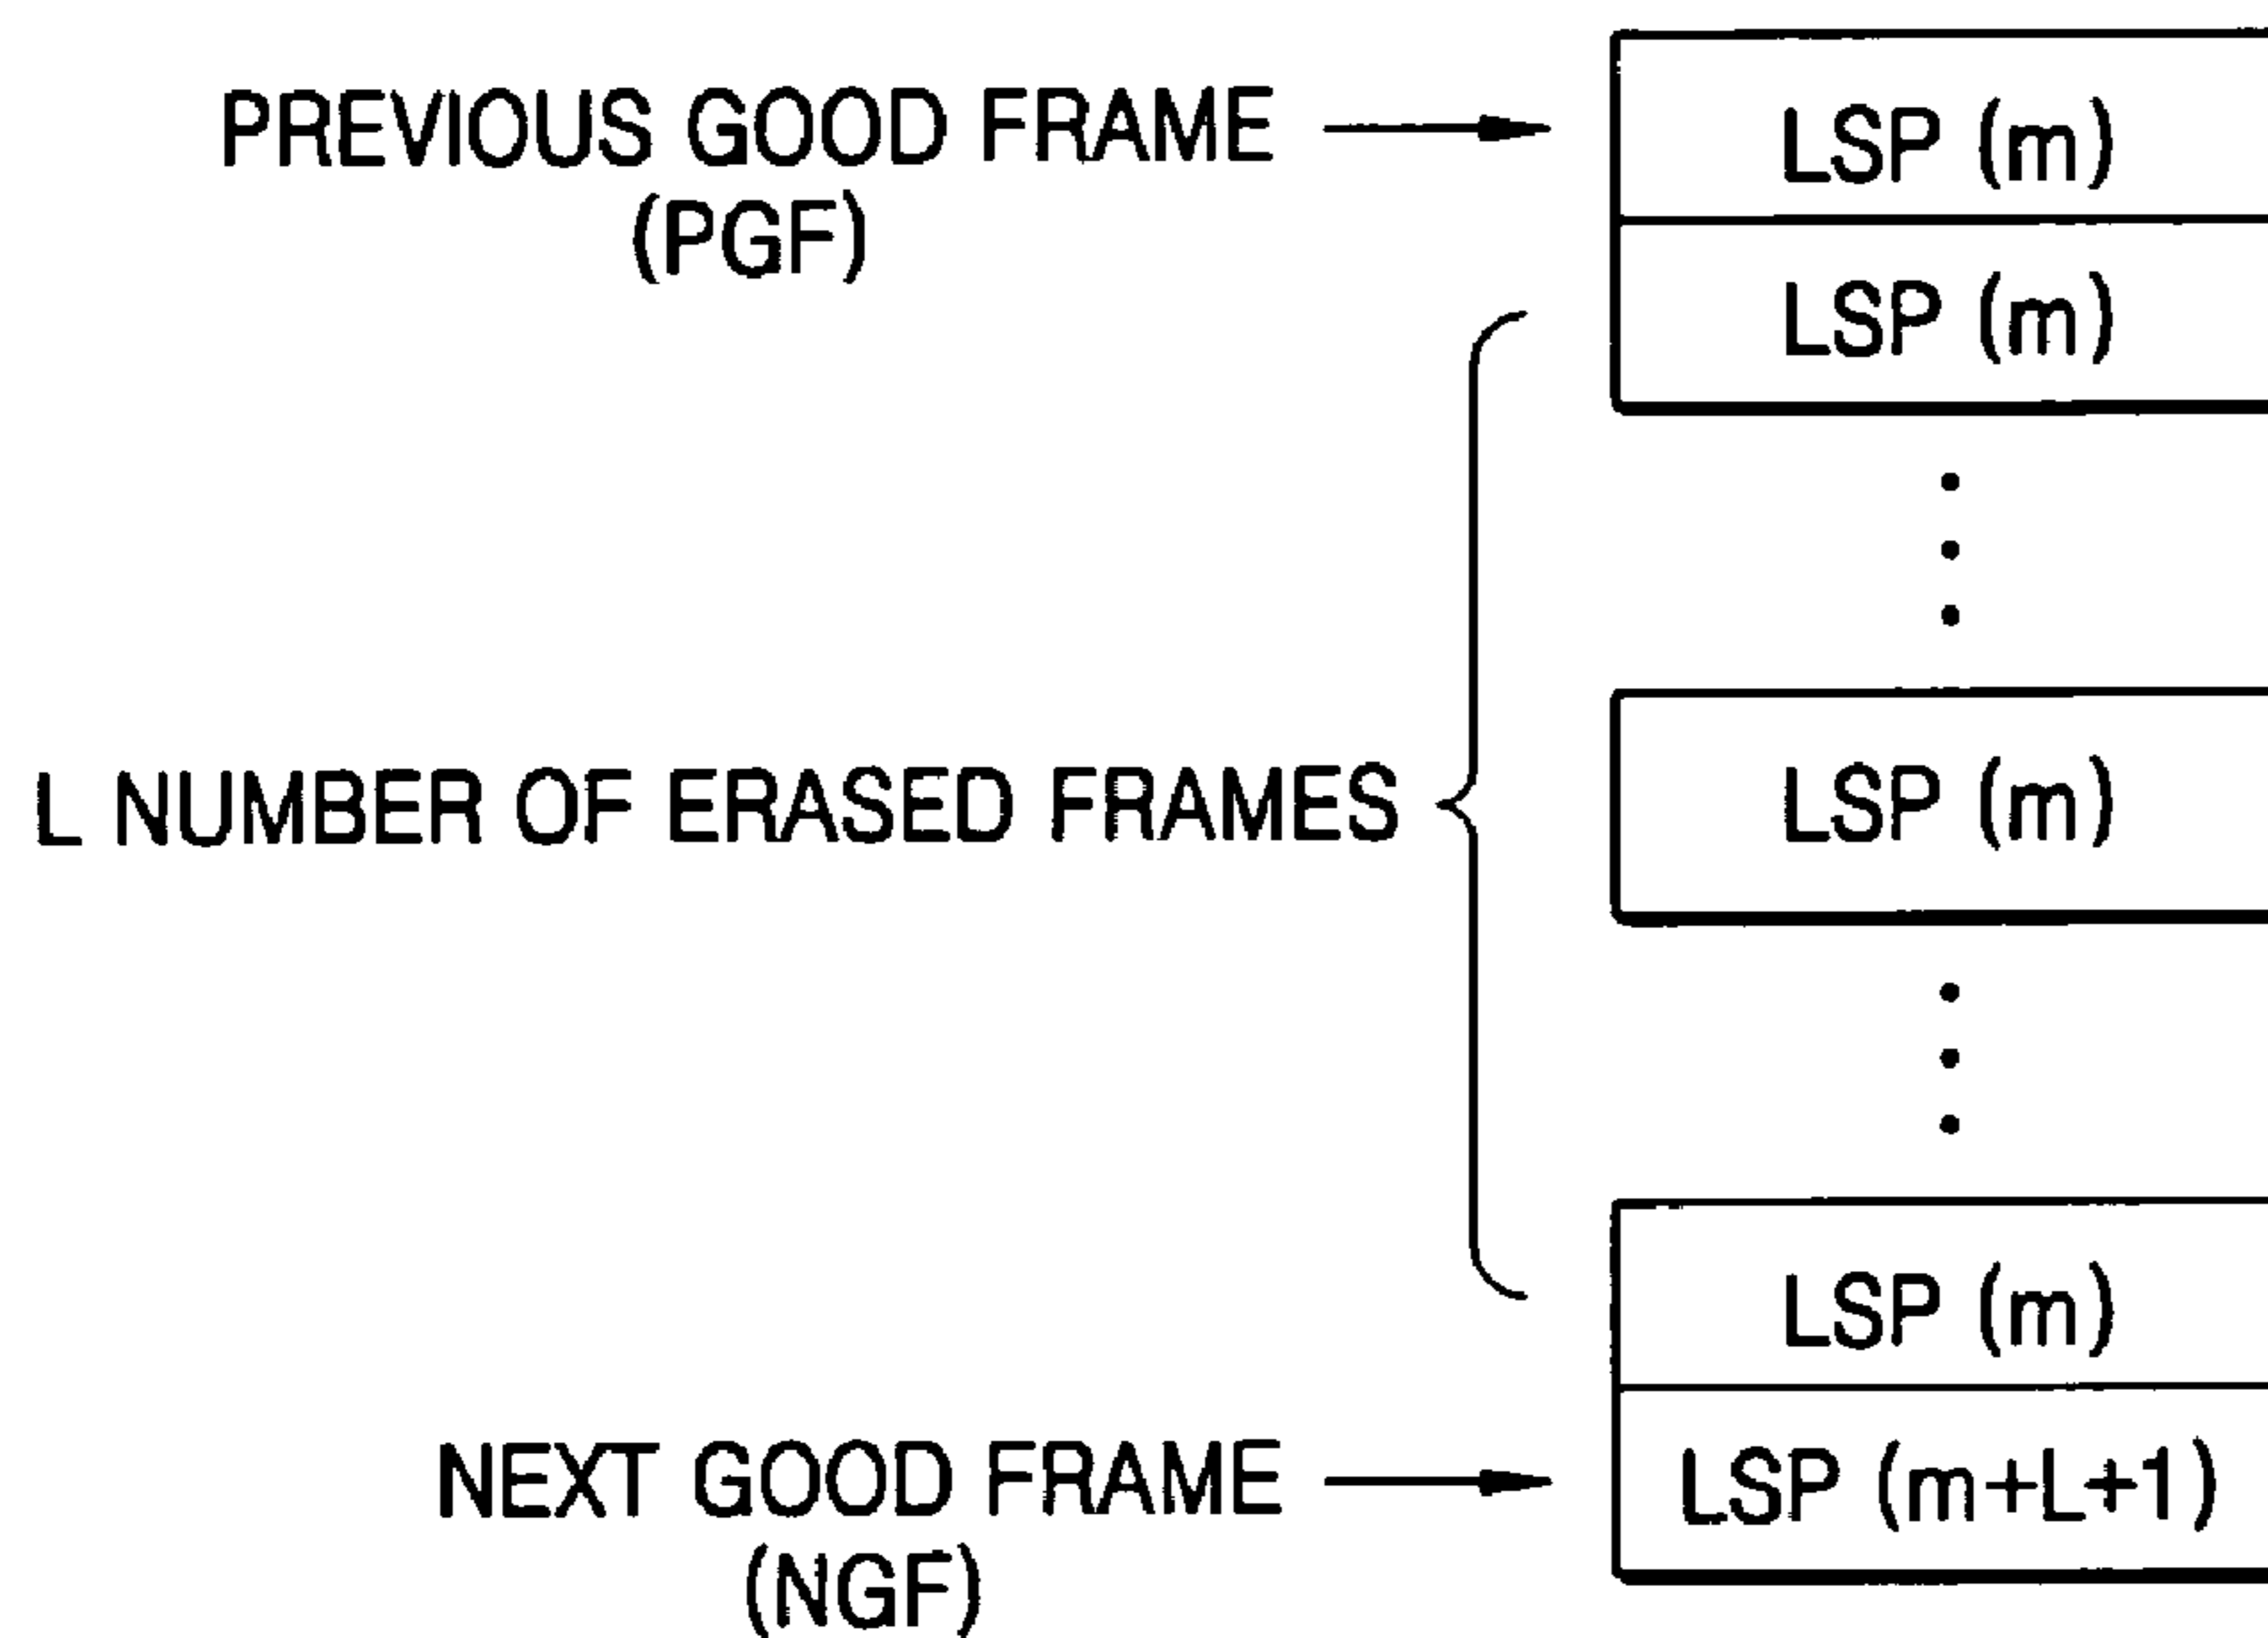 PREVIOUS GOOD FRAME
(PGF)
LSP (m)
LSP (m)
L NUMBER OF ERASED FRAMES
LSP (m)
LSP (m)
NEXT GOOD FRAME
(NGF)
LSP (m+L+1)